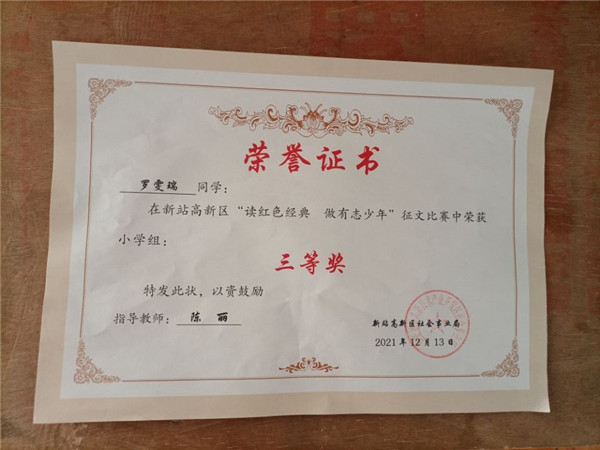 荣誉证书
罗雯瑞 同学：
在新站高新区“读红色经典 做有志少年”征文比赛中荣获
小学组：
三等奖
特发此状，以资鼓励
指导教师： 陈 丽
新站高新区社会事业局
2021年12月13日